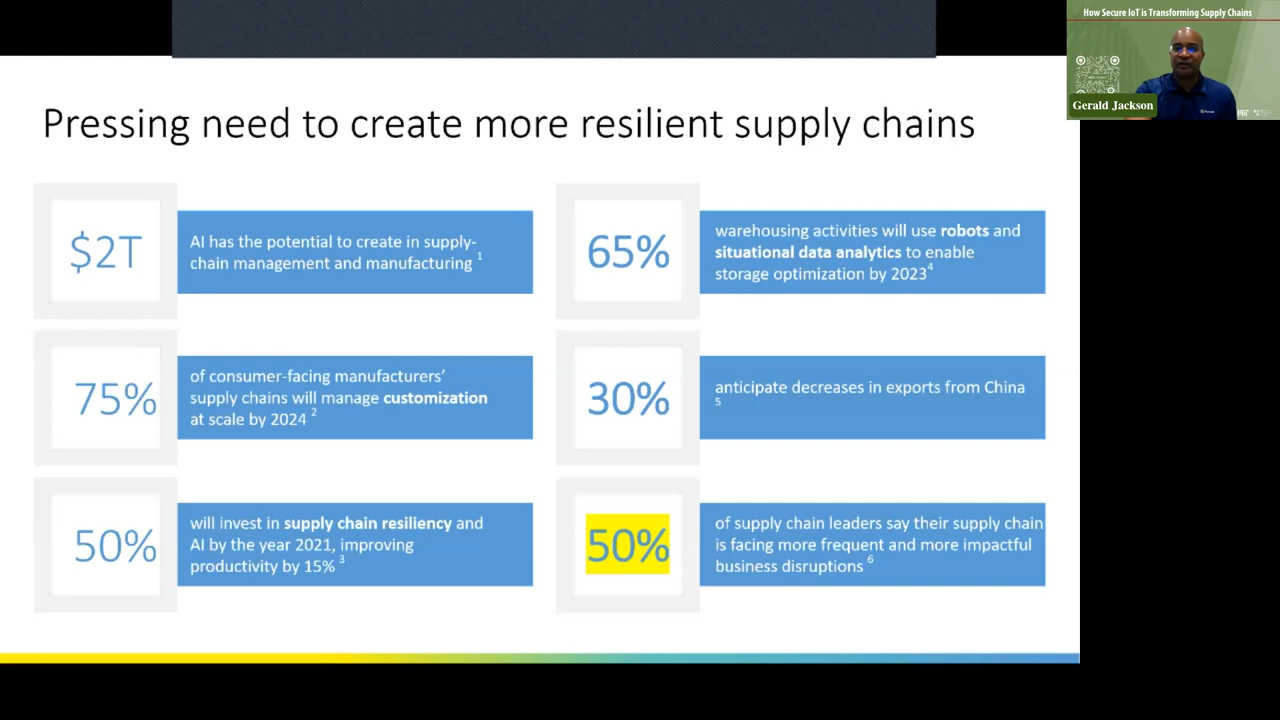 How Secure IoT is Transforming Supply Chains
Gerald Jackson
Pressing need to create more resilient supply chains
$2T
AI has the potential to create in supply-
chain management and manufacturing 1
75%
of consumer-facing manufacturers'
supply chains will manage customization
at scale by 2024 2
50%
will invest in supply chain resiliency and
AI by the year 2021, improving
productivity by 15% 3
65%
warehousing activities will use robots and
situational data analytics to enable
storage optimization by 2023 4
30%
anticipate decreases in exports from China
5
50%
of supply chain leaders say their supply chain
is facing more frequent and more impactful
business disruptions 6